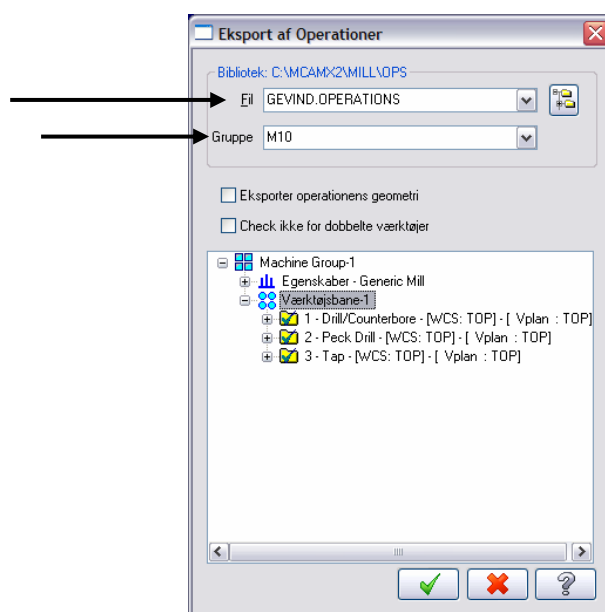 Eksport af Operationer
Bibliotek: C:\MCAMX2\MILL\OPS
Fil GEVIND.OPERATIONS
Gruppe M10
Eksporter operationens geometri
Check ikke for dobbelte værktøjer
Machine Group-1
Egenskaber - Generic Mill
Værktøjsbane-1
1 - Drill/Counterbore - [WCS: TOP] - [ Vplan : TOP]
2 - Peck Drill - [WCS: TOP] - [ Vplan : TOP]
3 - Tap - [WCS: TOP] - [ Vplan : TOP]